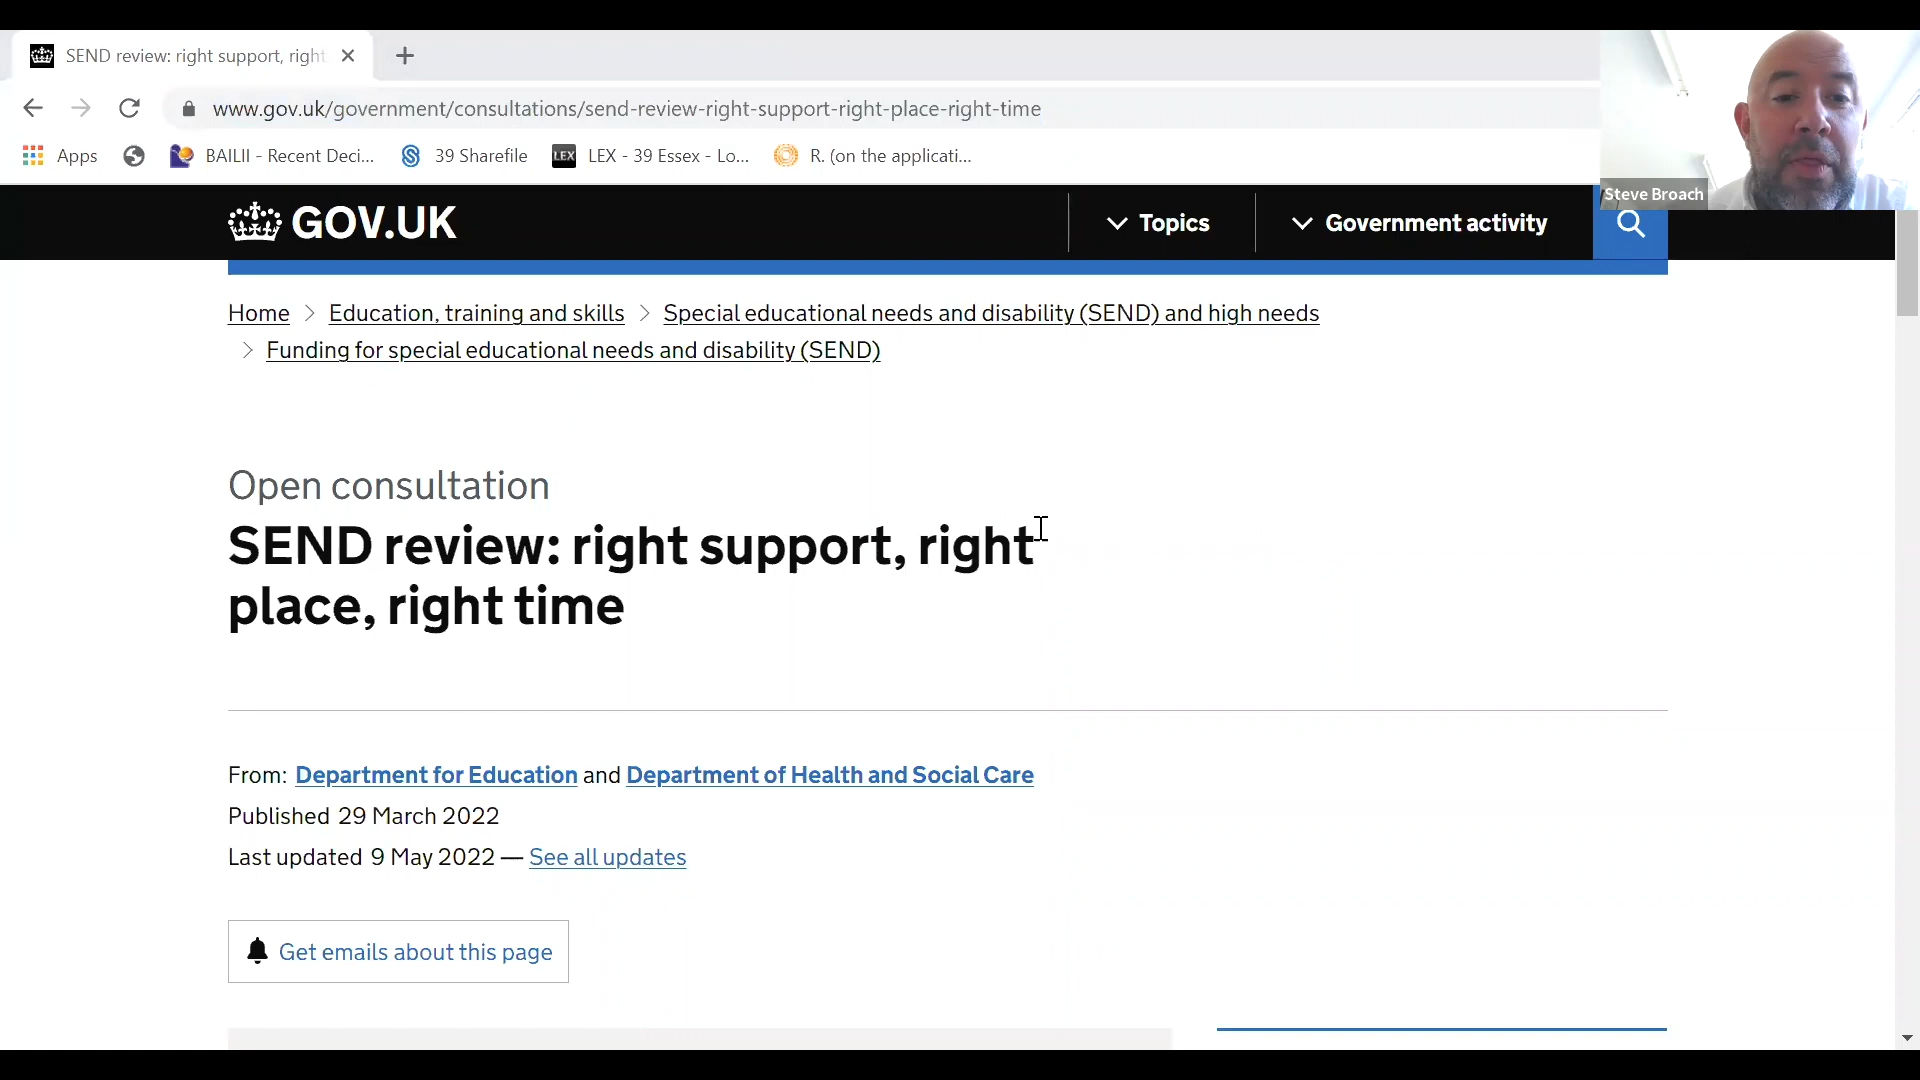 SEND review: right support, right
www.gov.uk/government/consultations/send-review-right-support-right-place-right-time
Apps BAILII - Recent Deci... 39 Sharefile LEX LEX - 39 Essex - Lo... R. (on the applicati...
Steve Broach
GOV.UK Topics Government activity
Home > Education, training and skills > Special educational needs and disability (SEND) and high needs
> Funding for special educational needs and disability (SEND)
Open consultation
SEND review: right support, right
place, right time
From: Department for Education and Department of Health and Social Care
Published 29 March 2022
Last updated 9 May 2022 — See all updates
Get emails about this page